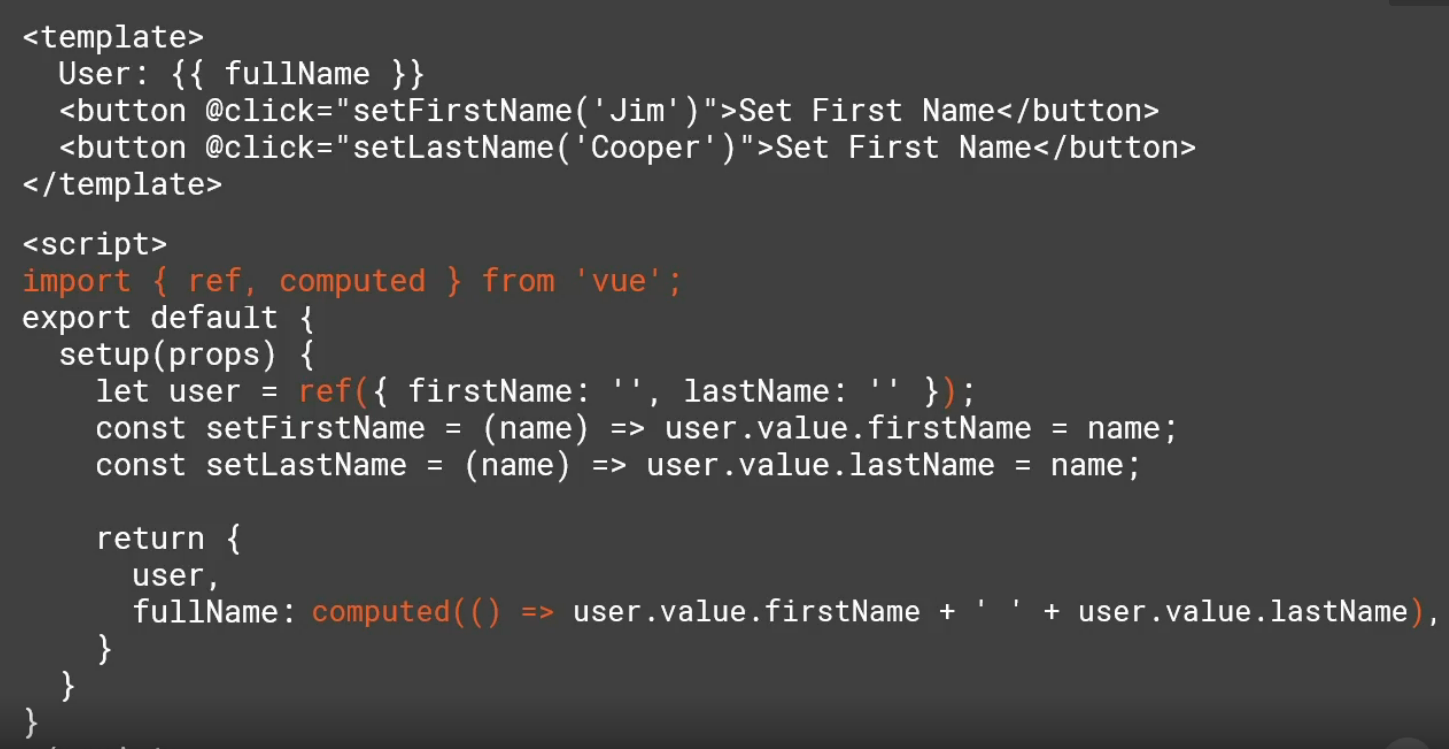 <template>
  User: {{ fullName }}
  <button @click="setFirstName('Jim')">Set First Name</button>
  <button @click="setLastName('Cooper')">Set First Name</button>
</template>

<script>
import { ref, computed } from 'vue';
export default {
  setup(props) {
    let user = ref({ firstName: '', lastName: '' });
    const setFirstName = (name) => user.value.firstName = name;
    const setLastName = (name) => user.value.lastName = name;

    return {
      user,
      fullName: computed(() => user.value.firstName + ' ' + user.value.lastName),
    }
  }
}